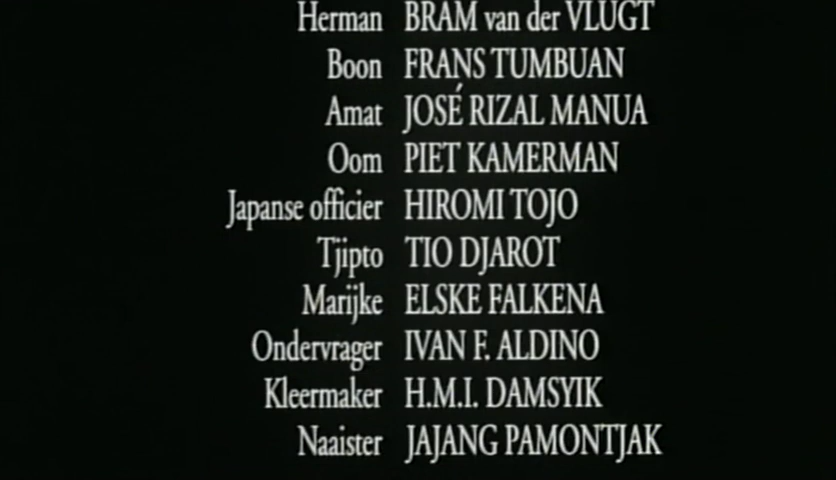 Herman BRAM van der VLUGT
Boon FRANS TUMBUAN
Amat JOSÉ RIZAL MANUA
Oom PIET KAMERMAN
Japanse officier HIROMI TOJO
Tjipto TIO DJAROT
Marijke ELSKE FALKENA
Ondervrager IVAN F. ALDINO
Kleermaker H.M.I. DAMSYIK
Naaister JAJANG PAMONTJAK